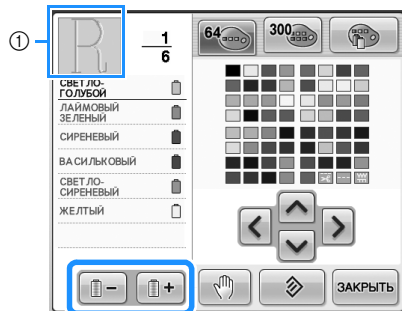 ①
R
1
6
64
300
СВЕТЛО-
ГОЛУБОЙ
ЛАЙМОВЫЙ
ЗЕЛЕНЫЙ
СИРЕНЕВЫЙ
ВАСИЛЬКОВЫЙ
СВЕТЛО-
СИРЕНЕВЫЙ
ЖЕЛТЫЙ
- +
ЗАКРЫТЬ